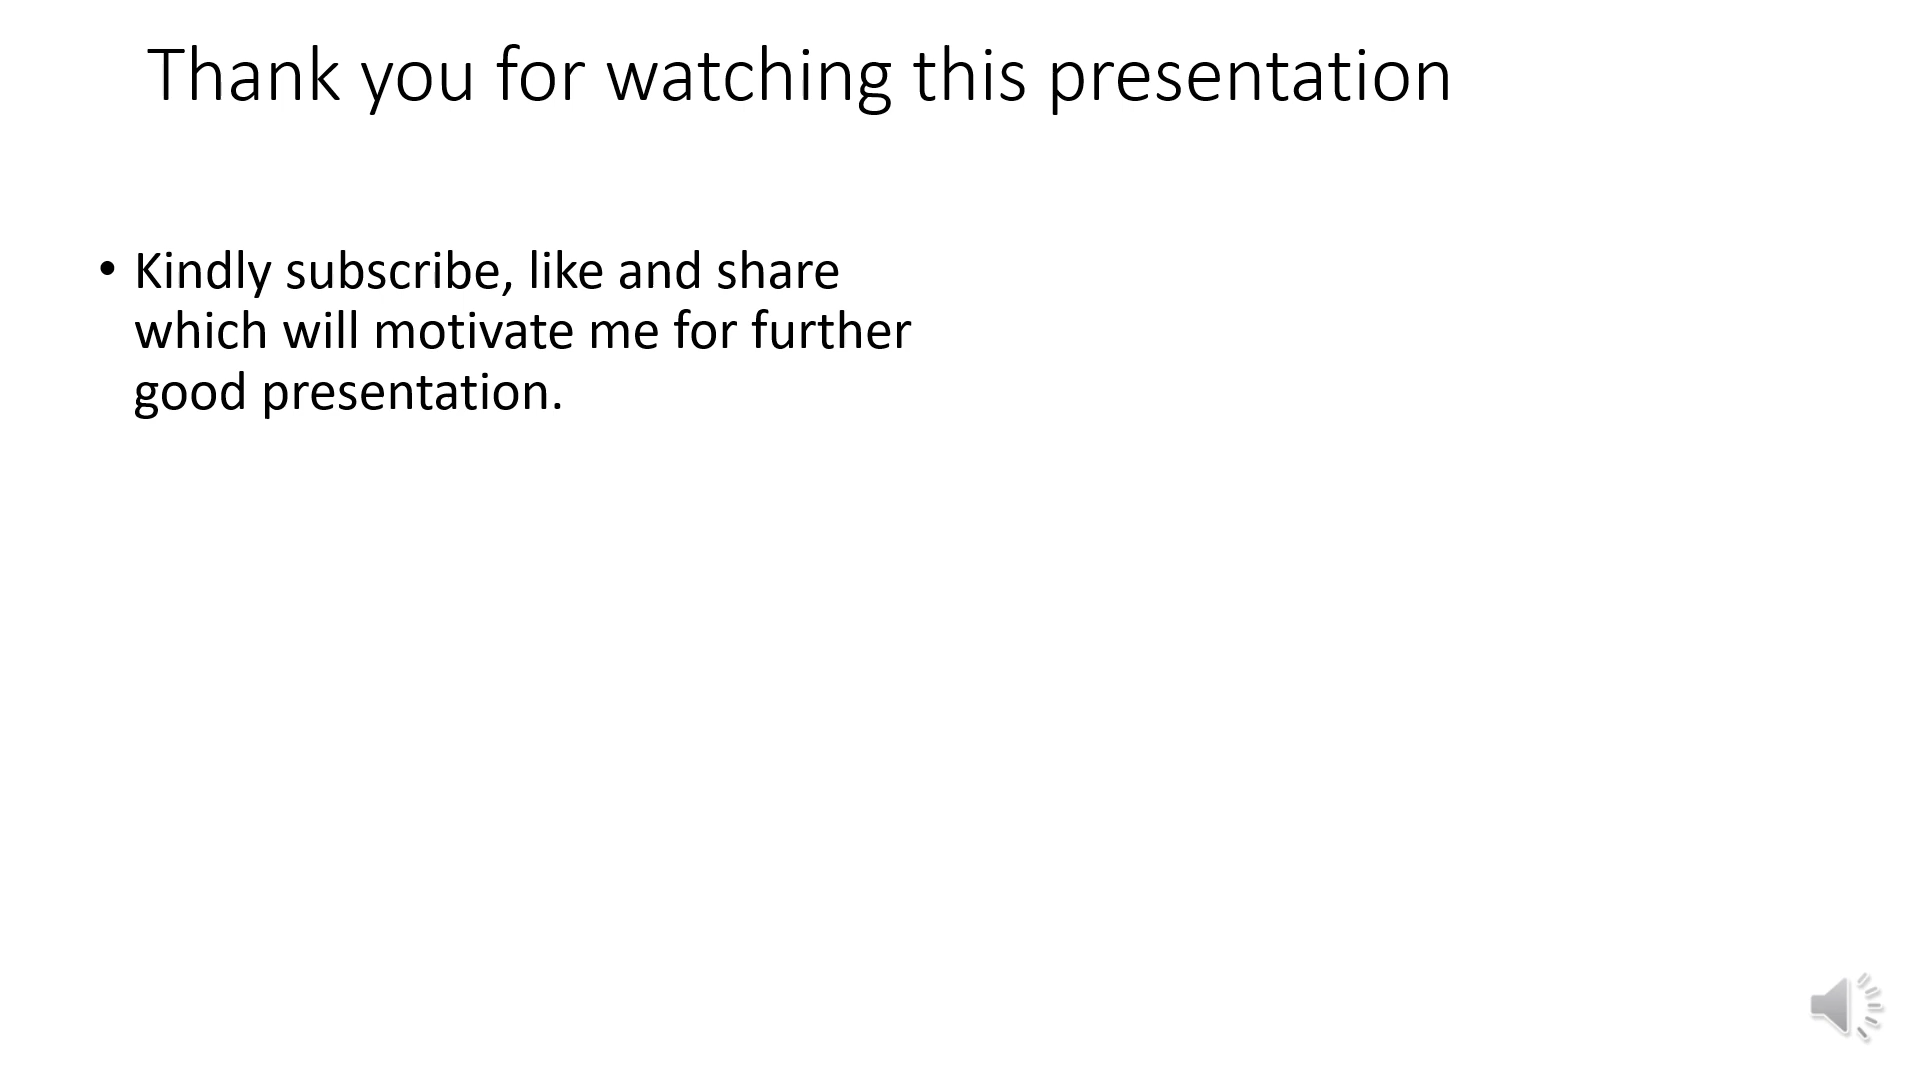 Thank you for watching this presentation
• Kindly subscribe, like and share
which will motivate me for further
good presentation.